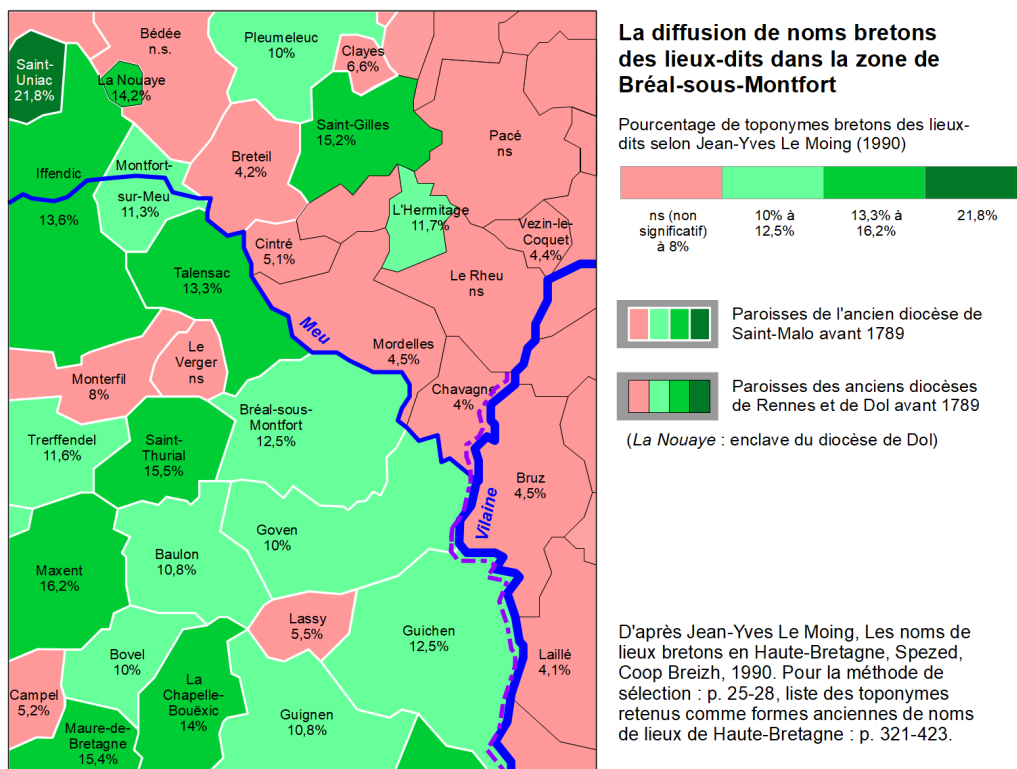 La diffusion de noms bretons
des lieux-dits dans la zone de
Bréal-sous-Montfort
Pourcentage de toponymes bretons des lieux-
dits selon Jean-Yves Le Moing (1990)
ns (non
significatif)
à 8%
10% à
12,5%
13,3% à
16,2%
21,8%
Paroisses de l'ancien diocèse de
Saint-Malo avant 1789
Paroisses des anciens diocèses
de Rennes et de Dol avant 1789
(La Nouaye : enclave du diocèse de Dol)
D'après Jean-Yves Le Moing, Les noms de
lieux bretons en Haute-Bretagne, Spezed,
Coop Breizh, 1990. Pour la méthode de
sélection : p. 25-28, liste des toponymes
retenus comme formes anciennes de noms
de lieux de Haute-Bretagne : p. 321-423.
Bédée
n.s.
Pleumeleuc
10%
Clayes
6,6%
Saint-
Uniac
21,8%
La Nouaye
14,2%
Saint-Gilles
15,2%
Pacé
ns
Breteil
4,2%
Iffendic
13,6%
Montfort-
sur-Meu
11,3%
L'Hermitage
11,7%
Vezin-le-
Coquet
4,4%
Cintré
5,1%
Talensac
13,3%
Le Rheu
ns
Meu
Mordelles
4,5%
Le
Verger
ns
Monterfil
8%
Chavagne
4%
Bréal-sous-
Montfort
12,5%
Treffendel
11,6%
Saint-
Thurial
15,5%
Bruz
4,5%
Vilaine
Goven
10%
Baulon
10,8%
Maxent
16,2%
Lassy
5,5%
Guichen
12,5%
Bovel
10%
Laillé
4,1%
Campel
5,2%
La
Chapelle-
Bouëxic
14%
Guignen
10,8%
Maure-de-
Bretagne
15,4%